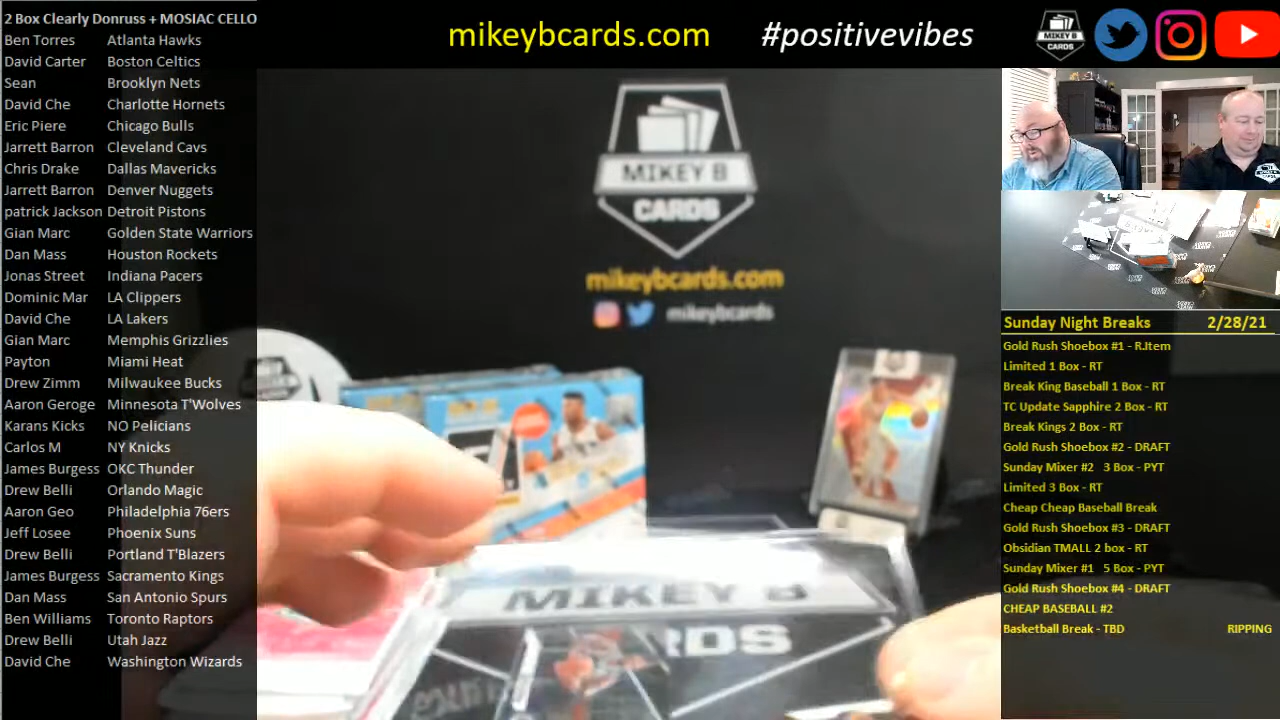 2 Box Clearly Donruss + MOSIAC CELLO
Ben Torres Atlanta Hawks
David Carter Boston Celtics
Sean Brooklyn Nets
David Che Charlotte Hornets
Eric Piere Chicago Bulls
Jarrett Barron Cleveland Cavs
Chris Drake Dallas Mavericks
Jarrett Barron Denver Nuggets
patrick Jackson Detroit Pistons
Gian Marc Golden State Warriors
Dan Mass Houston Rockets
Jonas Street Indiana Pacers
Dominic Mar LA Clippers
David Che LA Lakers
Gian Marc Memphis Grizzlies
Payton Miami Heat
Drew Zimm Milwaukee Bucks
Aaron Geroge Minnesota T'Wolves
Karans Kicks NO Pelicians
Carlos M NY Knicks
James Burgess OKC Thunder
Drew Belli Orlando Magic
Aaron Geo Philadelphia 76ers
Jeff Losee Phoenix Suns
Drew Belli Portland T'Blazers
James Burgess Sacramento Kings
Dan Mass San Antonio Spurs
Ben Williams Toronto Raptors
Drew Belli Utah Jazz
David Che Washington Wizards
mikeybcards.com #positivevibes
MIKEY B
CARDS
MIKEY B
CARDS
mikeybcards.com
mikeybcards
MIKEY B
RDS
Sunday Night Breaks 2/28/21
Gold Rush Shoebox #1 - R.Item
Limited 1 Box - RT
Break King Baseball 1 Box - RT
TC Update Sapphire 2 Box - RT
Break Kings 2 Box - RT
Gold Rush Shoebox #2 - DRAFT
Sunday Mixer #2 3 Box - PYT
Limited 3 Box - RT
Cheap Cheap Baseball Break
Gold Rush Shoebox #3 - DRAFT
Obsidian TMALL 2 box - RT
Sunday Mixer #1 5 Box - PYT
Gold Rush Shoebox #4 - DRAFT
CHEAP BASEBALL #2
Basketball Break - TBD RIPPING